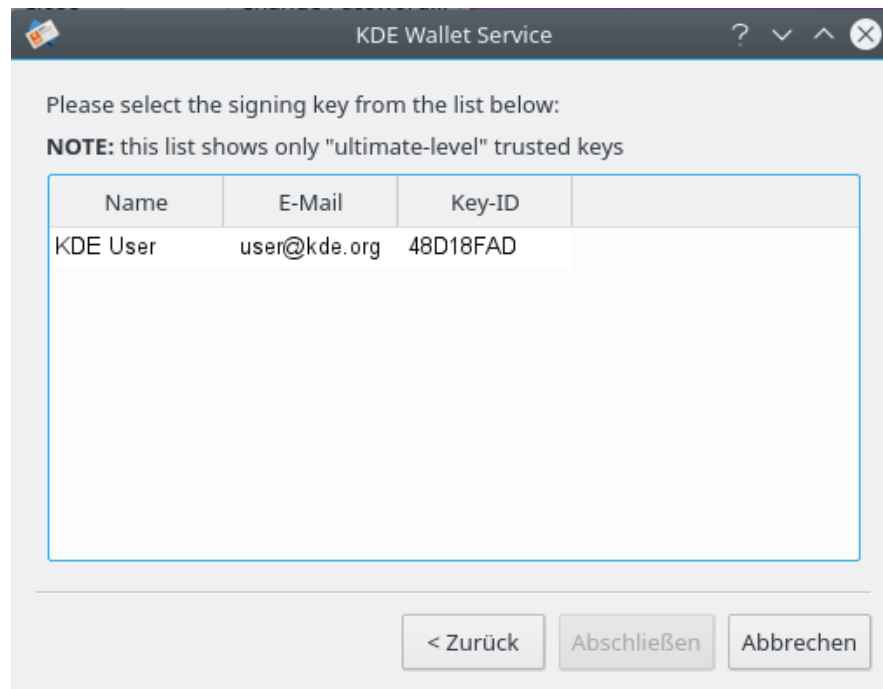 KDE Wallet Service
Please select the signing key from the list below:
NOTE: this list shows only "ultimate-level" trusted keys
Name E-Mail Key-ID
KDE User user@kde.org 48D18FAD
< Zurück Abschließen Abbrechen